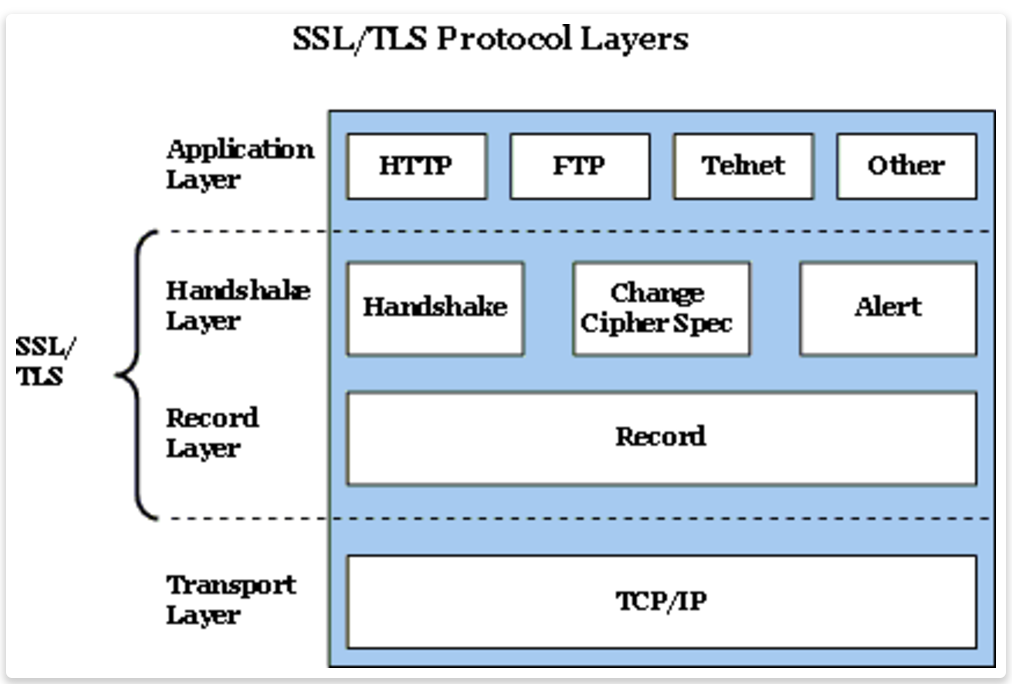 SSL/TLS Protocol Layers
Application
Layer
HTTP
FTP
Telnet
Other
Handshake
Layer
Handshake
Change
Cipher Spec
Alert
SSL/
TLS
Record
Layer
Record
Transport
Layer
TCP/IP